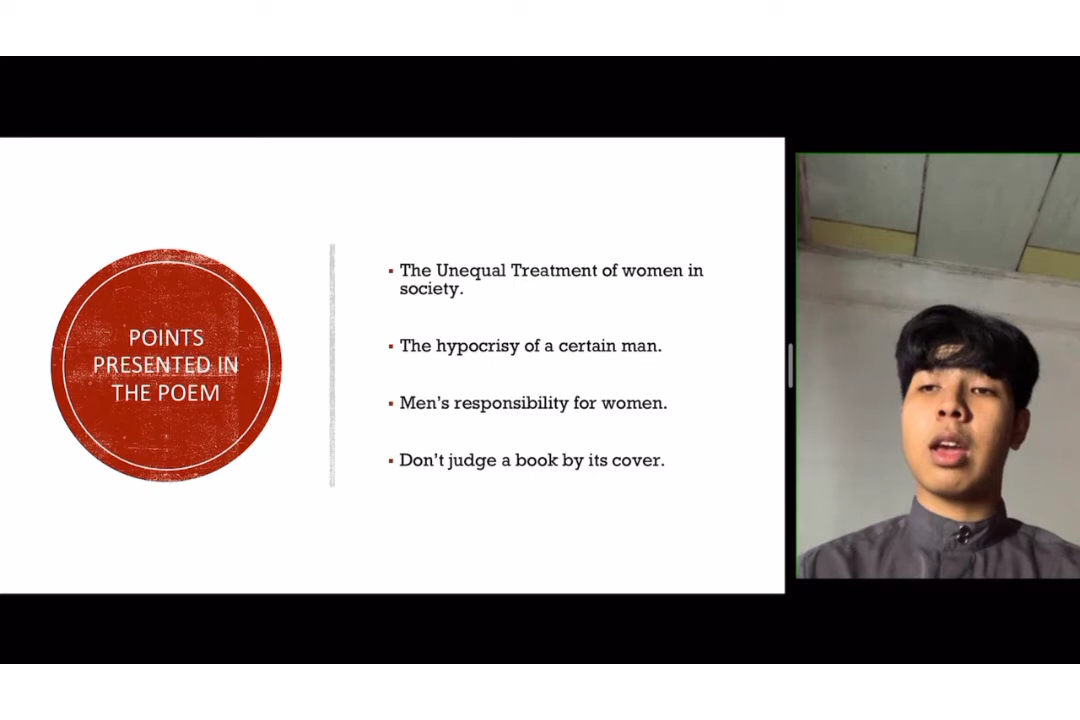 POINTS
PRESENTED IN
THE POEM
▪ The Unequal Treatment of women in
society.
▪ The hypocrisy of a certain man.
▪ Men’s responsibility for women.
▪ Don’t judge a book by its cover.